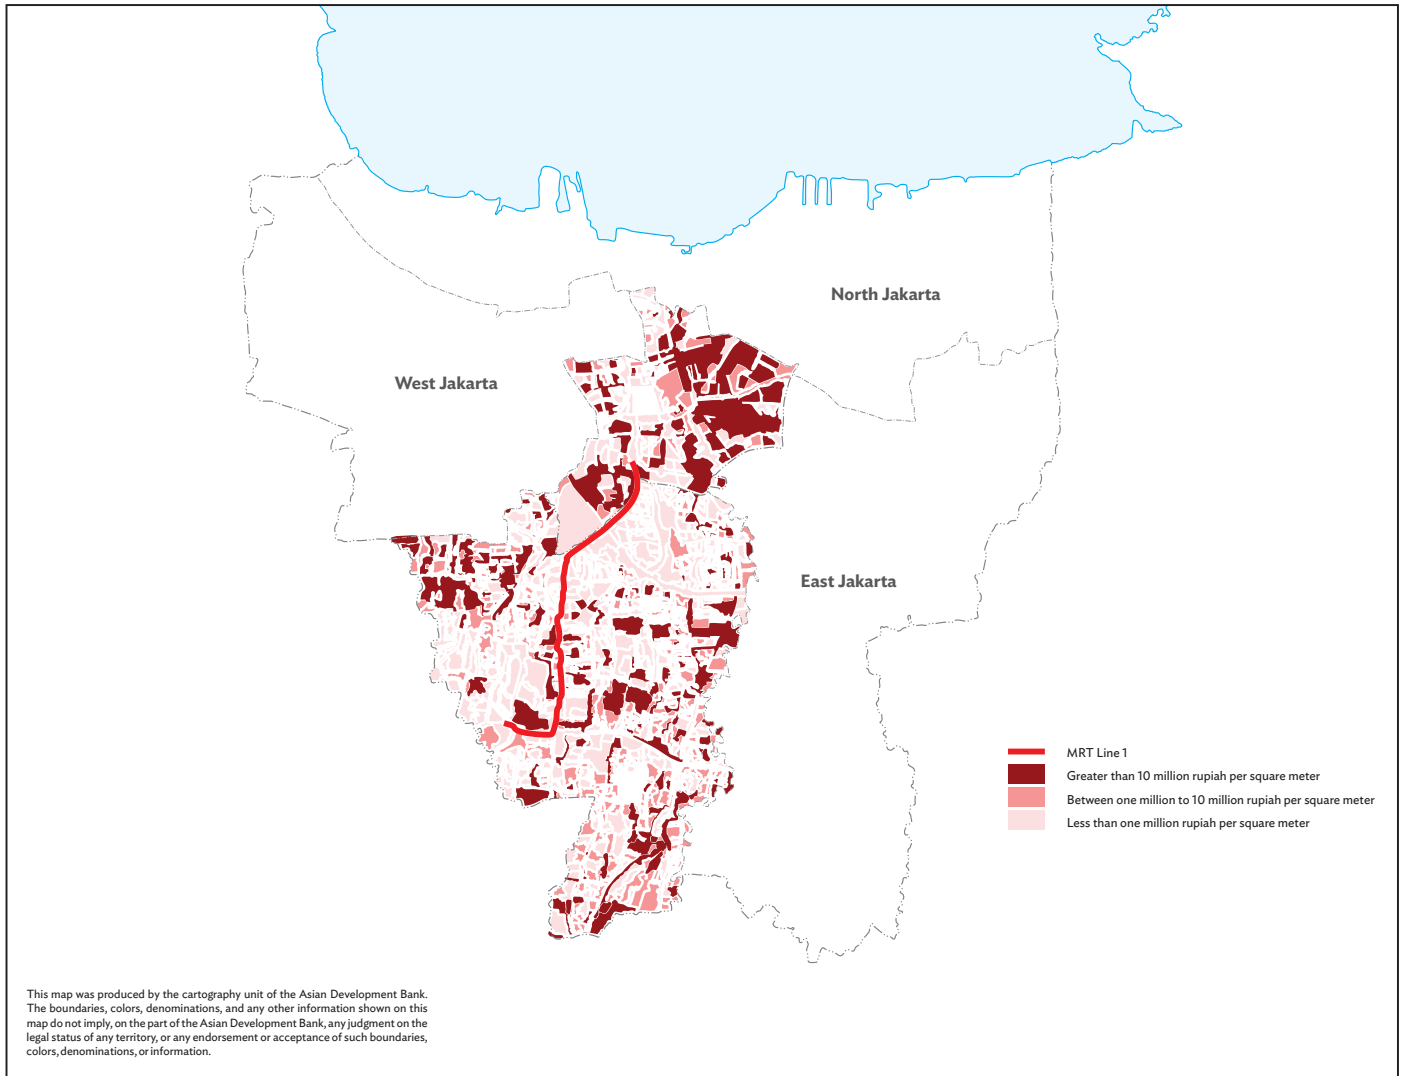 North Jakarta
West Jakarta
East Jakarta
MRT Line 1
Greater than 10 million rupiah per square meter
Between one million to 10 million rupiah per square meter
Less than one million rupiah per square meter
This map was produced by the cartography unit of the Asian Development Bank.
The boundaries, colors, denominations, and any other information shown on this
map do not imply, on the part of the Asian Development Bank, any judgment on the
legal status of any territory, or any endorsement or acceptance of such boundaries,
colors, denominations, or information.